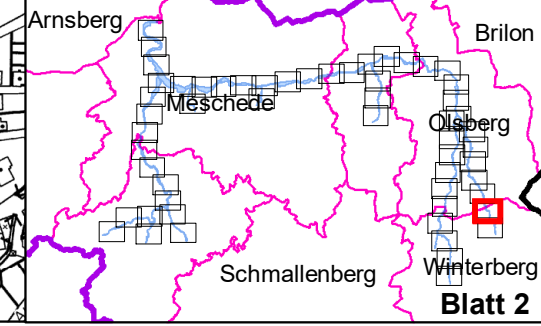 Arnsberg
Brilon
Meschede
Olsberg
Schmallenberg
Winterberg
Blatt 2